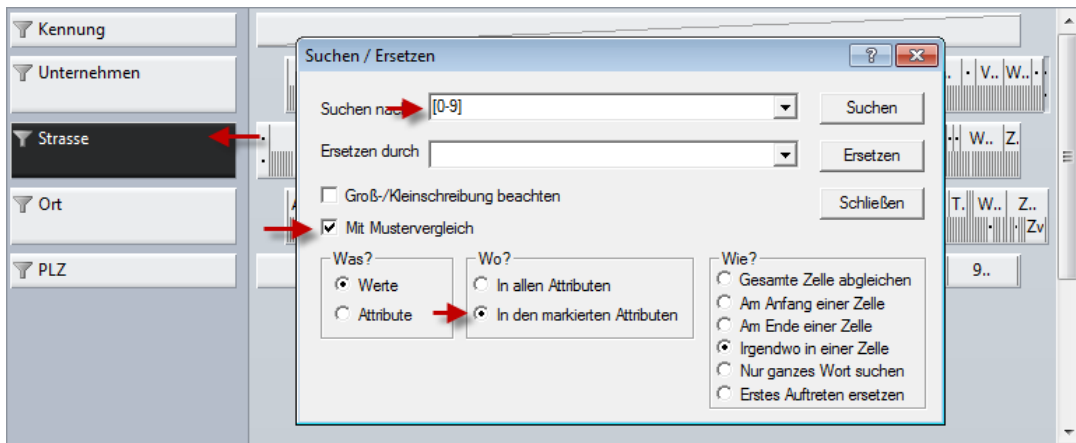 Kennung
Suchen / Ersetzen
Unternehmen
V.. W..
Suchen nac
[0-9]
Suchen
Strasse
W.. Z.
Ersetzen durch
Ersetzen
Groß-/Kleinschreibung beachten
Schließen
Ort
T. W.. Z..
Mit Mustervergleich
Zv
Was?
Wo?
Wie?
PLZ
9..
Werte
In allen Attributen
Gesamte Zelle abgleichen
Attribute
In den markierten Attributen
Am Anfang einer Zelle
Am Ende einer Zelle
Irgendwo in einer Zelle
Nur ganzes Wort suchen
Erstes Auftreten ersetzen